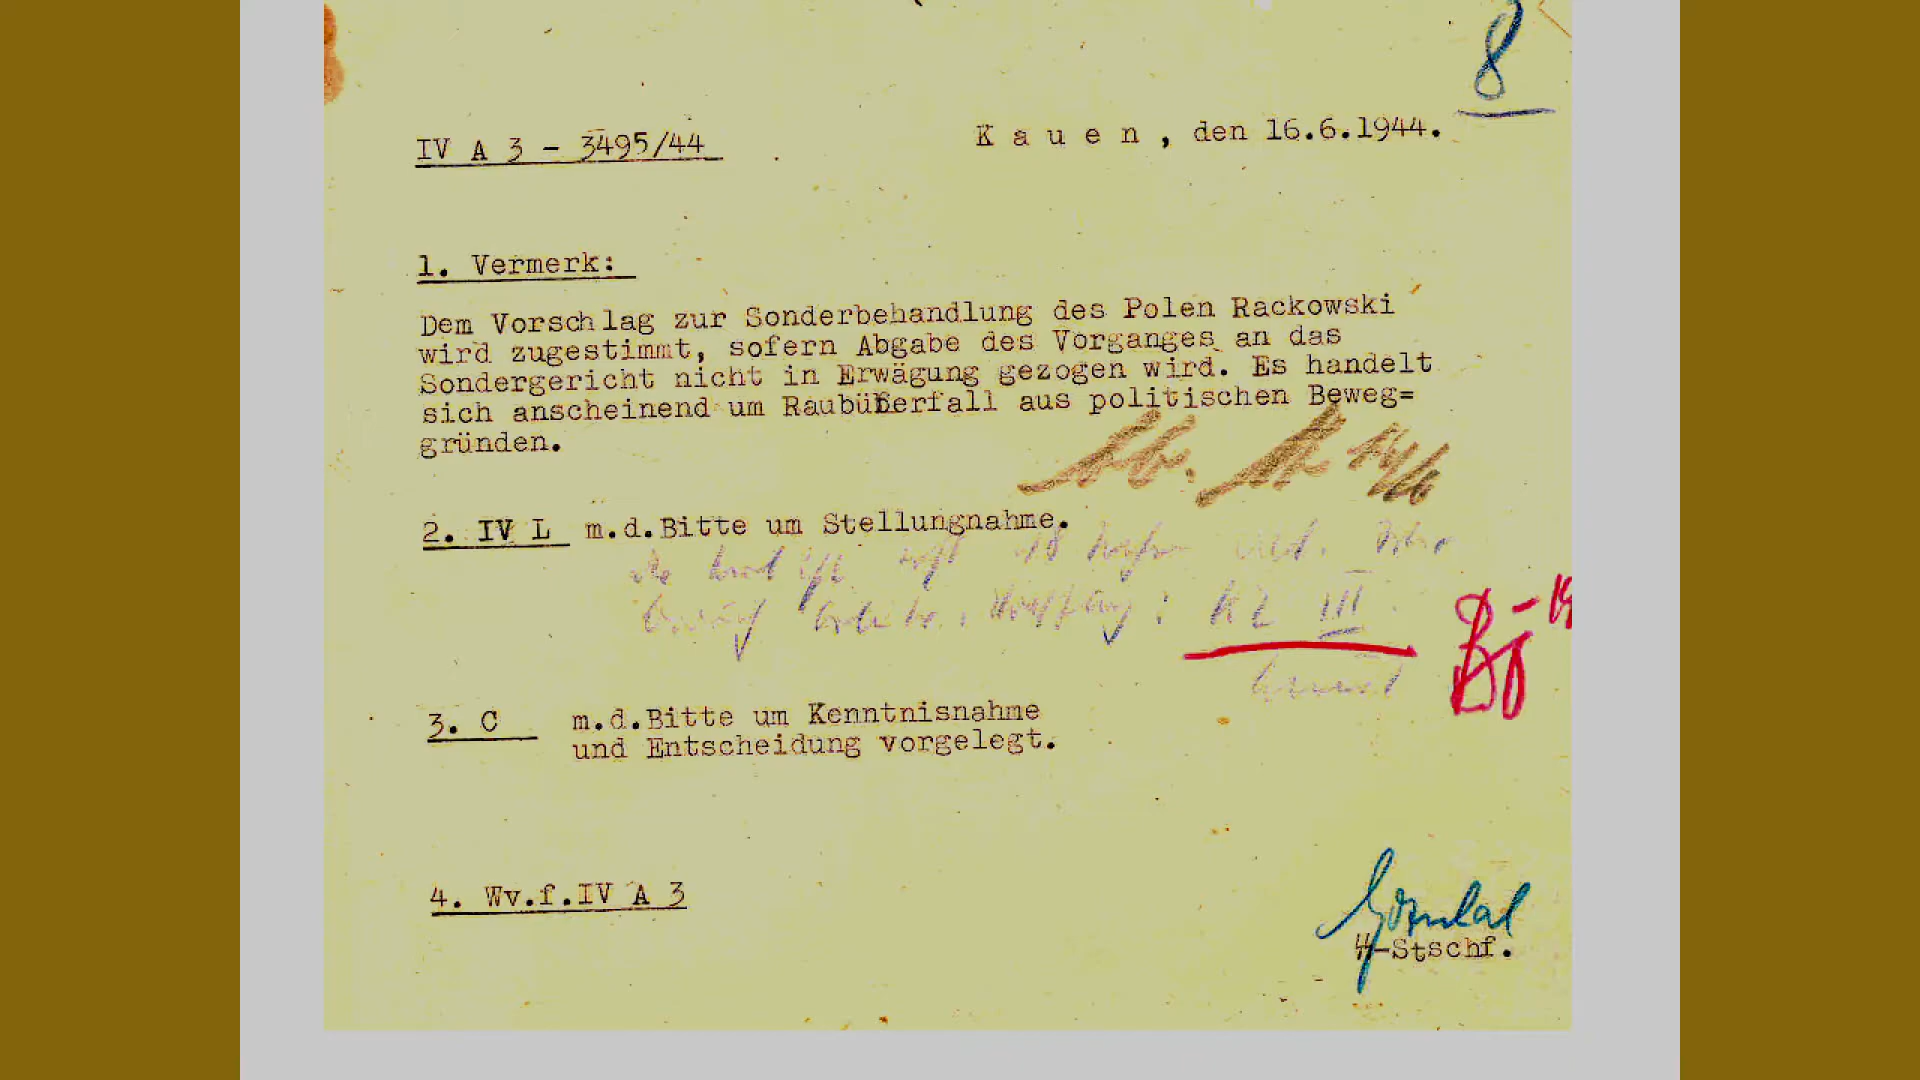 8
IV A 3 - 3495/44
K a u e n , den 16.6.1944.
1. Vermerk:
Dem Vorschlag zur Sonderbehandlung des Polen Rackowski
wird zugestimmt, sofern Abgabe des Vorganges an das
Sondergericht nicht in Erwägung gezogen wird. Es handelt
sich anscheinend um Raubüberfall aus politischen Beweg=
gründen.
2. IV L m.d.Bitte um Stellungnahme.
18
KZ III
3. C m.d.Bitte um Kenntnisnahme
und Entscheidung vorgelegt.
4. Wv.f.IV A 3
ᛋᛋ-Stschf.